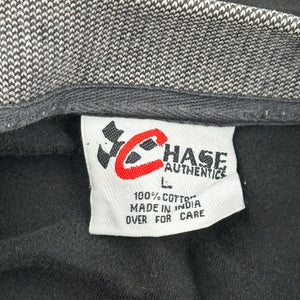 CHASE
AUTHENTICS
L
100% COTTON
MADE IN INDIA
OVER FOR CARE